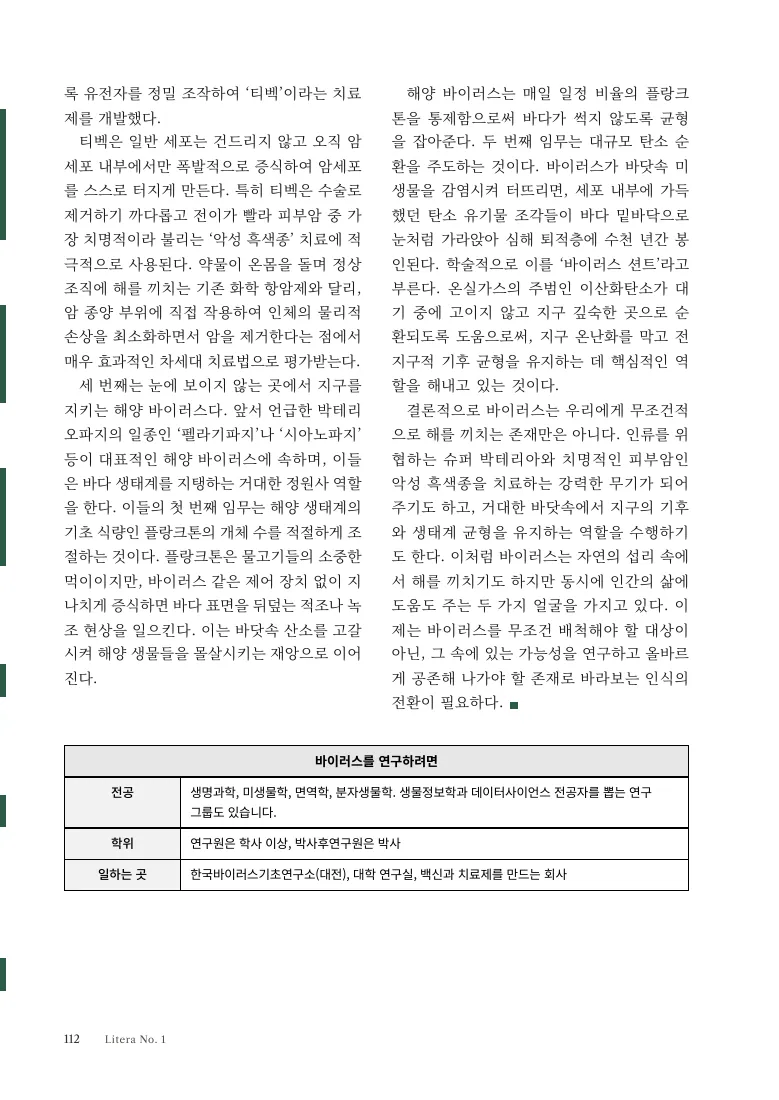 록 유전자를 정밀 조작하여 ‘티벡’이라는 치료
제를 개발했다.
티벡은 일반 세포는 건드리지 않고 오직 암
세포 내부에서만 폭발적으로 증식하여 암세포
를 스스로 터지게 만든다. 특히 티벡은 수술로
제거하기 까다롭고 전이가 빨라 피부암 중 가
장 치명적이라 불리는 ‘악성 흑색종’ 치료에 적
극적으로 사용된다. 약물이 온몸을 돌며 정상
조직에 해를 끼치는 기존 화학 항암제와 달리,
암 종양 부위에 직접 작용하여 인체의 물리적
손상을 최소화하면서 암을 제거한다는 점에서
매우 효과적인 차세대 치료법으로 평가받는다.
세 번째는 눈에 보이지 않는 곳에서 지구를
지키는 해양 바이러스다. 앞서 언급한 박테리
오파지의 일종인 ‘펠라기파지’나 ‘시아노파지’
등이 대표적인 해양 바이러스에 속하며, 이들
은 바다 생태계를 지탱하는 거대한 정원사 역할
을 한다. 이들의 첫 번째 임무는 해양 생태계의
기초 식량인 플랑크톤의 개체 수를 적절하게 조
절하는 것이다. 플랑크톤은 물고기들의 소중한
먹이이지만, 바이러스 같은 제어 장치 없이 지
나치게 증식하면 바다 표면을 뒤덮는 적조나 녹
조 현상을 일으킨다. 이는 바닷속 산소를 고갈
시켜 해양 생물들을 몰살시키는 재앙으로 이어
진다.
해양 바이러스는 매일 일정 비율의 플랑크
톤을 통제함으로써 바다가 썩지 않도록 균형
을 잡아준다. 두 번째 임무는 대규모 탄소 순
환을 주도하는 것이다. 바이러스가 바닷속 미
생물을 감염시켜 터뜨리면, 세포 내부에 가득
했던 탄소 유기물 조각들이 바다 밑바닥으로
눈처럼 가라앉아 심해 퇴적층에 수천 년간 봉
인된다. 학술적으로 이를 ‘바이러스 션트’라고
부른다. 온실가스의 주범인 이산화탄소가 대
기 중에 고이지 않고 지구 깊숙한 곳으로 순
환되도록 도움으로써, 지구 온난화를 막고 전
지구적 기후 균형을 유지하는 데 핵심적인 역
할을 해내고 있는 것이다.
결론적으로 바이러스는 우리에게 무조건적
으로 해를 끼치는 존재만은 아니다. 인류를 위
협하는 슈퍼 박테리아와 치명적인 피부암인
악성 흑색종을 치료하는 강력한 무기가 되어
주기도 하고, 거대한 바닷속에서 지구의 기후
와 생태계 균형을 유지하는 역할을 수행하기
도 한다. 이처럼 바이러스는 자연의 섭리 속에
서 해를 끼치기도 하지만 동시에 인간의 삶에
도움도 주는 두 가지 얼굴을 가지고 있다. 이
제는 바이러스를 무조건 배척해야 할 대상이
아닌, 그 속에 있는 가능성을 연구하고 올바르
게 공존해 나가야 할 존재로 바라보는 인식의
전환이 필요하다.
바이러스를 연구하려면
전공
생명과학, 미생물학, 면역학, 분자생물학. 생물정보학과 데이터사이언스 전공자를 뽑는 연구
그룹도 있습니다.
학위
연구원은 학사 이상, 박사후연구원은 박사
일하는 곳
한국바이러스기초연구소(대전), 대학 연구실, 백신과 치료제를 만드는 회사
112 Litera No. 1